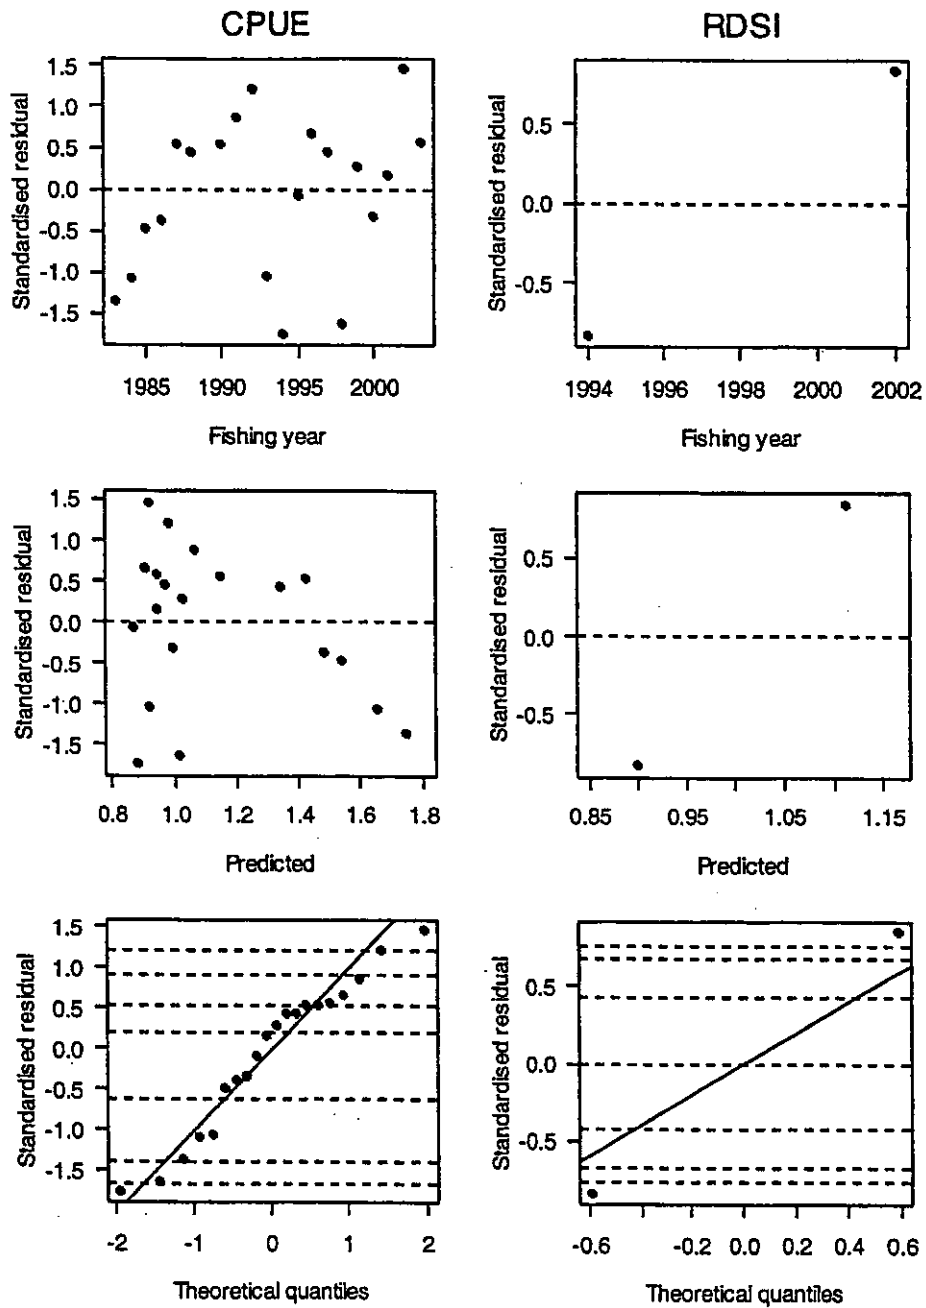 CPUE
RDSI
Standardised residual
1.5
1.0
0.5
0.0
-0.5
-1.0
-1.5
1985 1990 1995 2000
Fishing year
Standardised residual
0.5
0.0
-0.5
1994 1996 1998 2000 2002
Fishing year
Standardised residual
1.5
1.0
0.5
0.0
-0.5
-1.0
-1.5
0.8 1.0 1.2 1.4 1.6 1.8
Predicted
Standardised residual
0.5
0.0
-0.5
0.85 0.95 1.05 1.15
Predicted
Standardised residual
1.5
1.0
0.5
0.0
-0.5
-1.0
-1.5
-2 -1 0 1 2
Theoretical quantiles
Standardised residual
0.5
0.0
-0.5
-0.6 -0.2 0.0 0.2 0.4 0.6
Theoretical quantiles